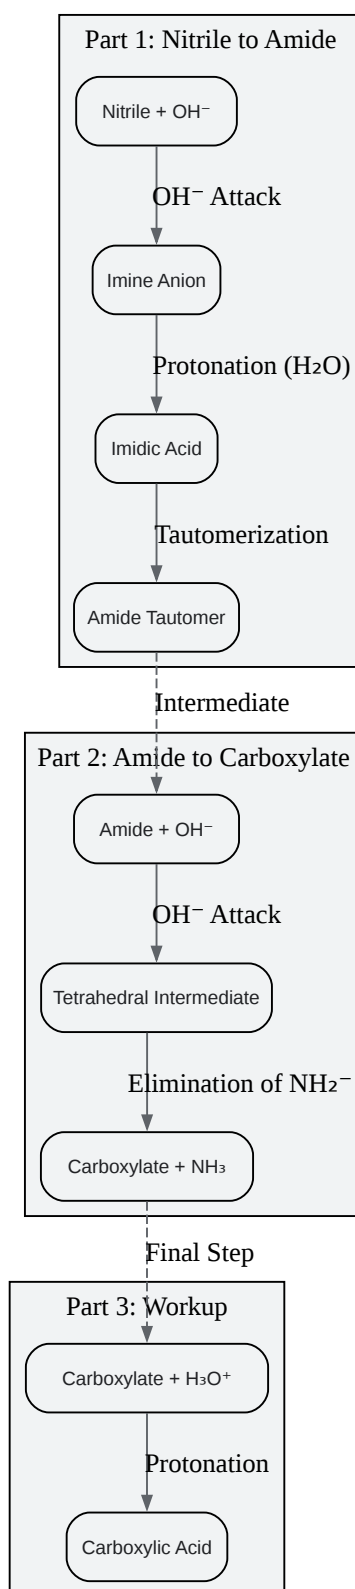 Part 1: Nitrile to Amide
Nitrile + OH⁻
OH⁻ Attack
Imine Anion
Protonation (H₂O)
Imidic Acid
Tautomerization
Amide Tautomer
Intermediate
Part 2: Amide to Carboxylate
Amide + OH⁻
OH⁻ Attack
Tetrahedral Intermediate
Elimination of NH₂⁻
Carboxylate + NH₃
Final Step
Part 3: Workup
Carboxylate + H₃O⁺
Protonation
Carboxylic Acid